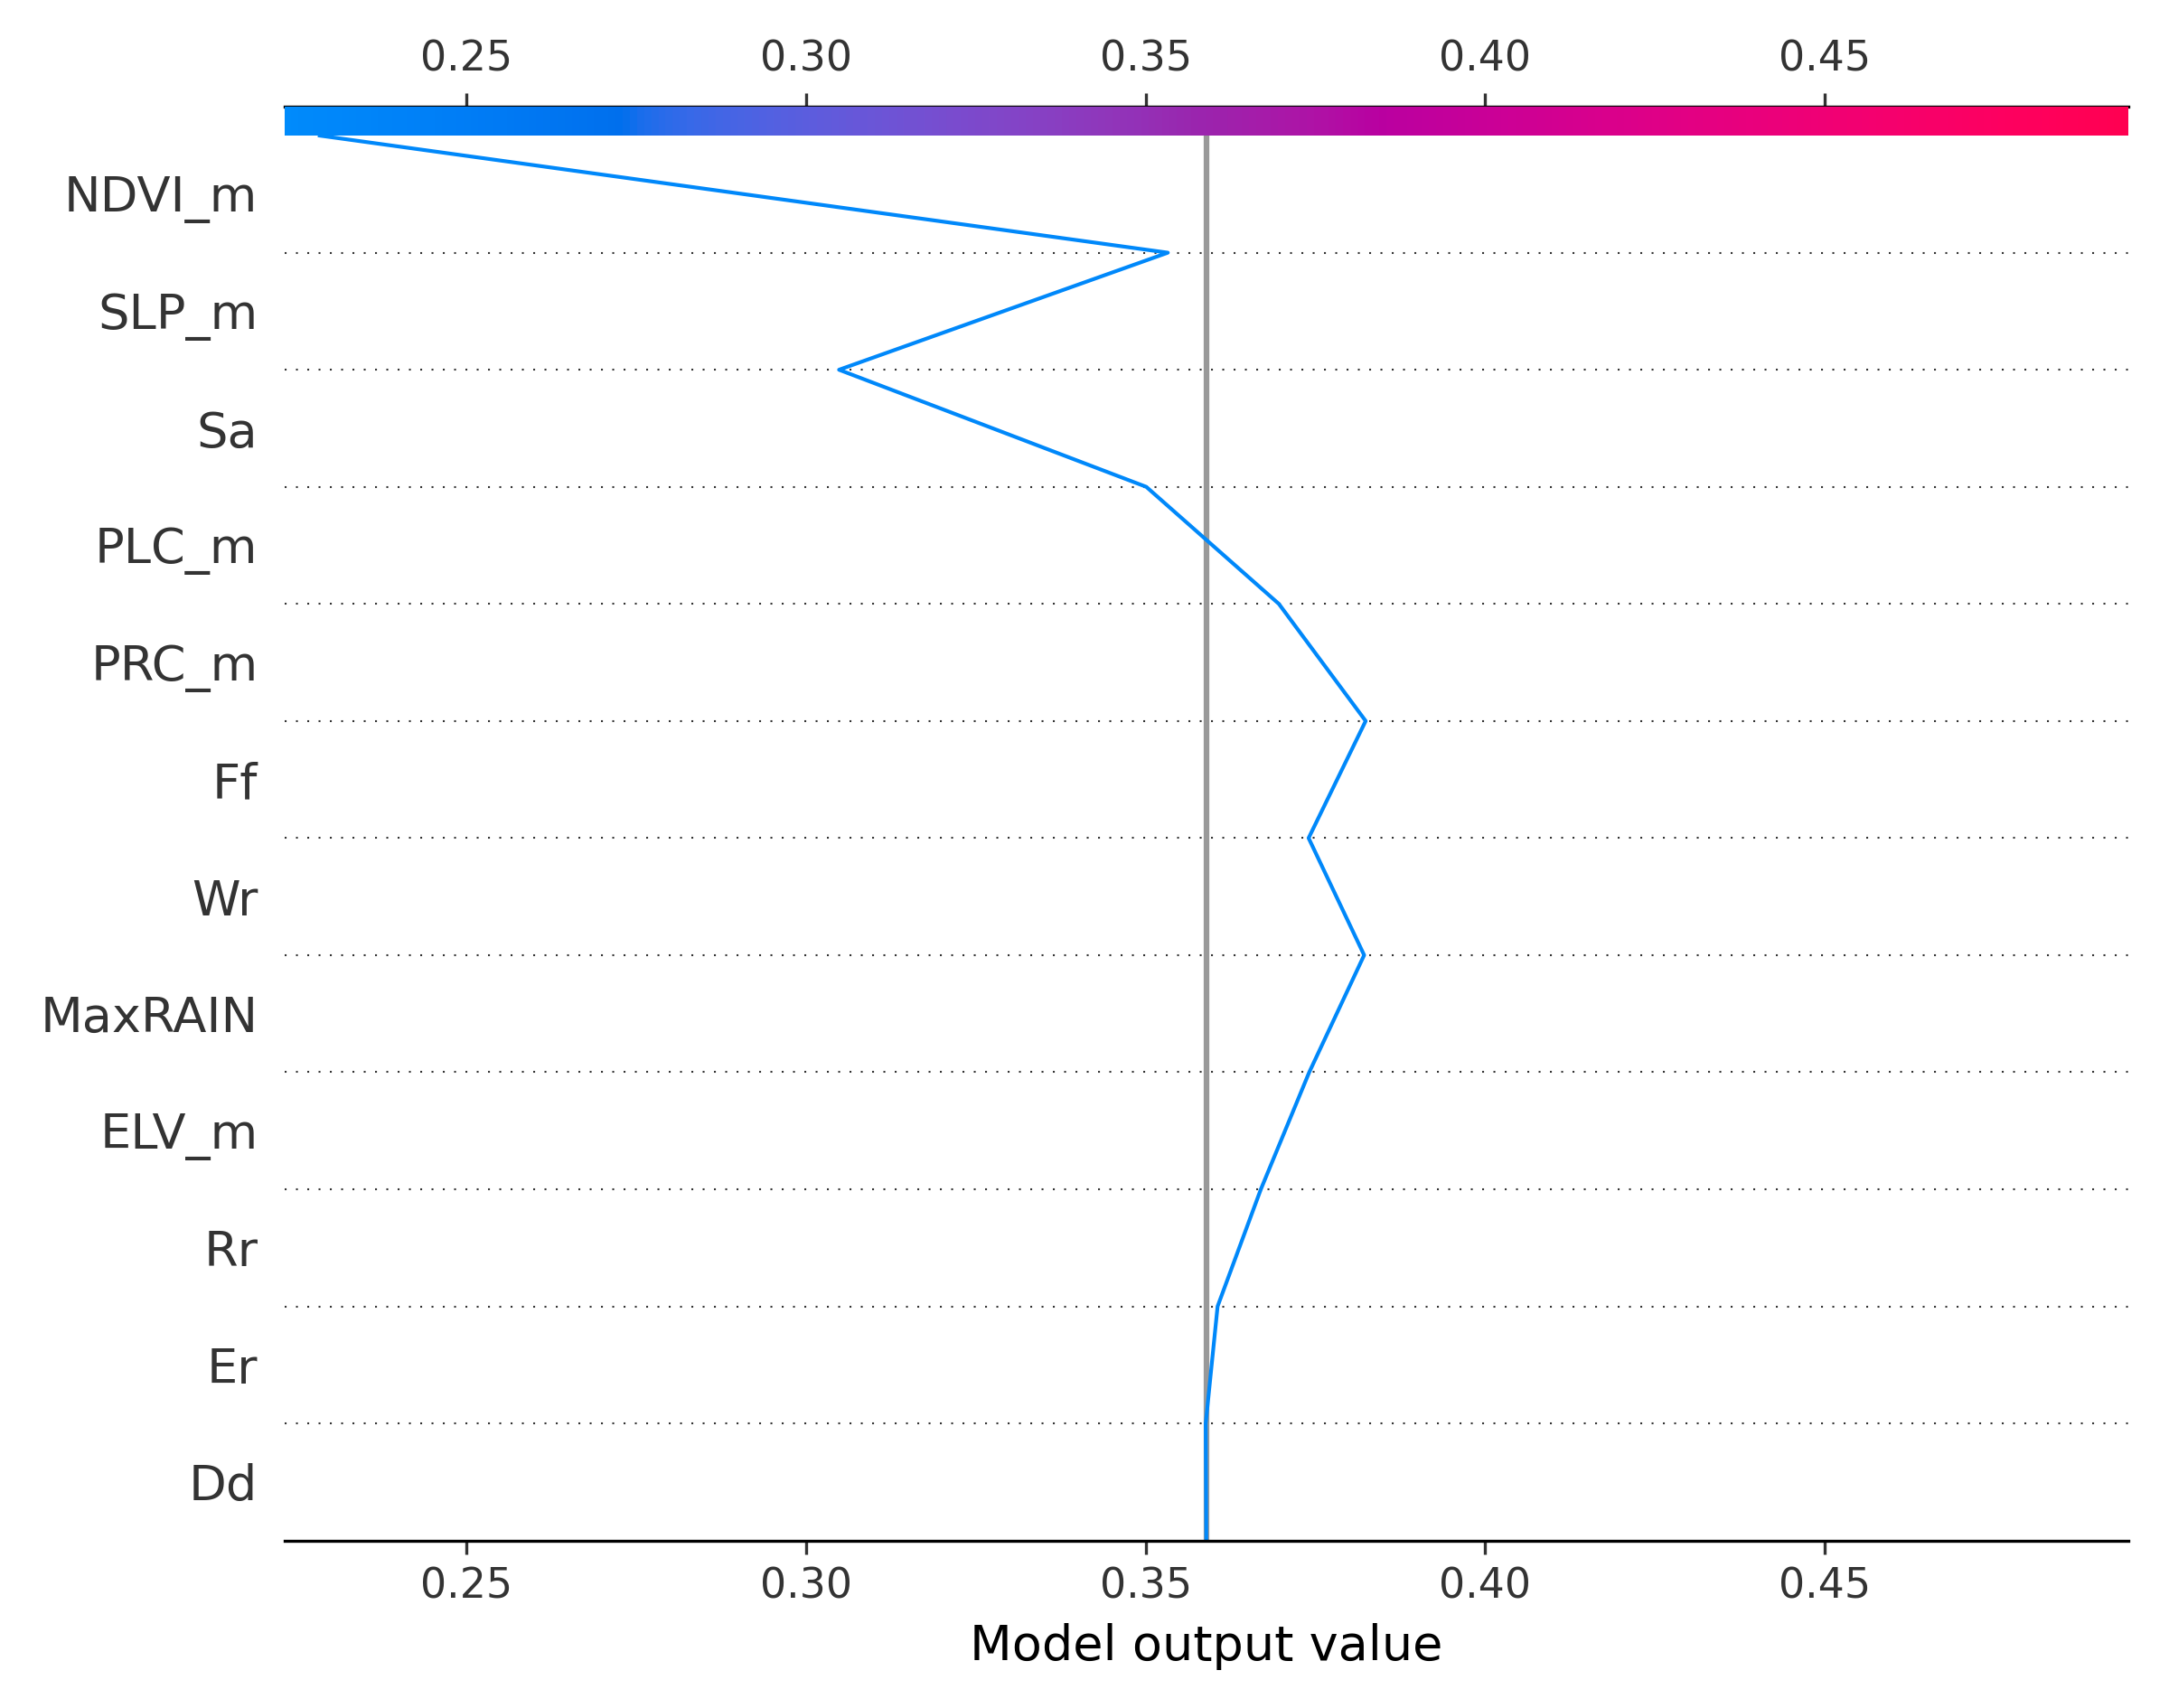 0.25 0.30 0.35 0.40 0.45
NDVI_m
SLP_m
Sa
PLC_m
PRC_m
Ff
Wr
MaxRAIN
ELV_m
Rr
Er
Dd
0.25 0.30 0.35 0.40 0.45
Model output value